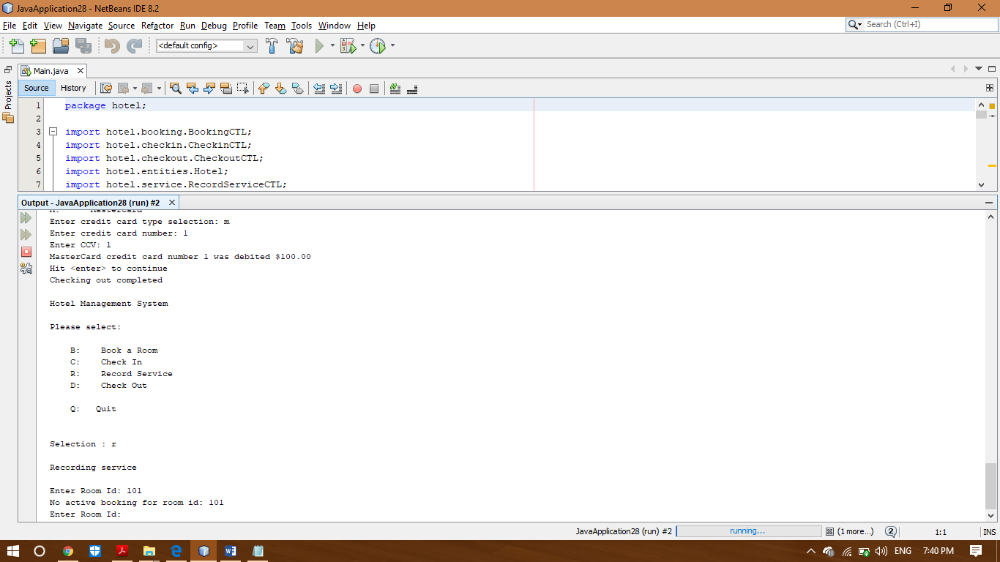 JavaApplication28 - NetBeans IDE 8.2
File Edit View Navigate Source Refactor Run Debug Profile Team Tools Window Help
Search (Ctrl+I)
<default config>
Main.java
Projects
Source History
1 package hotel;
2
3 import hotel.booking.BookingCTL;
4 import hotel.checkin.CheckinCTL;
5 import hotel.checkout.CheckoutCTL;
6 import hotel.entities.Hotel;
7 import hotel.service.RecordServiceCTL;
Output - JavaApplication28 (run) #2
M: MasterCard
Enter credit card type selection: m
Enter credit card number: 1
Enter CCV: 1
MasterCard credit card number 1 was debited $100.00
Hit <enter> to continue
Checking out completed
Hotel Management System
Please select:
B: Book a Room
C: Check In
R: Record Service
D: Check Out
Q: Quit
Selection : r
Recording service
Enter Room Id: 101
No active booking for room id: 101
Enter Room Id:
JavaApplication28 (run) #2 running... (1 more...) 2 1:1 INS
ENG 7:40 PM